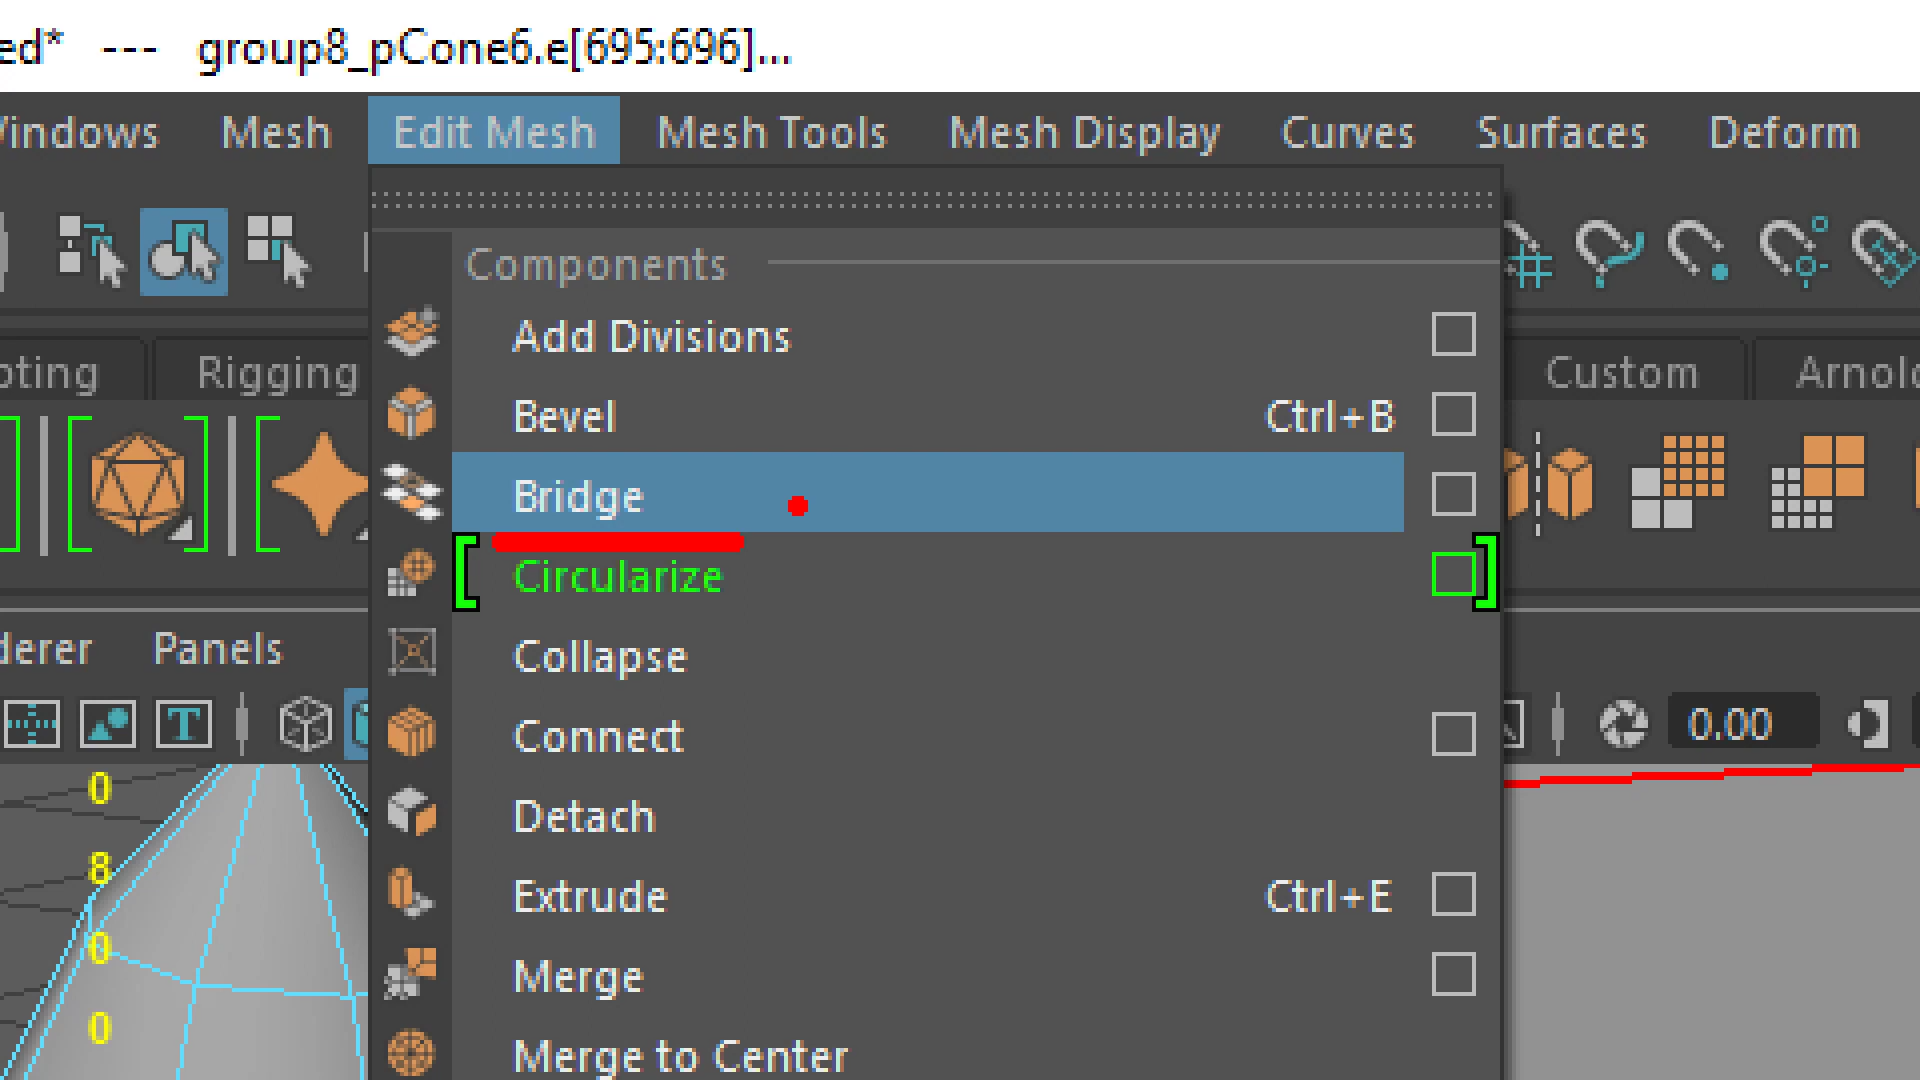 ed* --- group8_pCone6.e[695:696]...
Windows Mesh Edit Mesh Mesh Tools Mesh Display Curves Surfaces Deform
Components
Add Divisions
Rigging Custom Arnold
Bevel Ctrl+B
Bridge
Circularize
Panels Collapse
Connect 0.00
T
0 Detach
8 Extrude Ctrl+E
0 Merge
0 Merge to Center